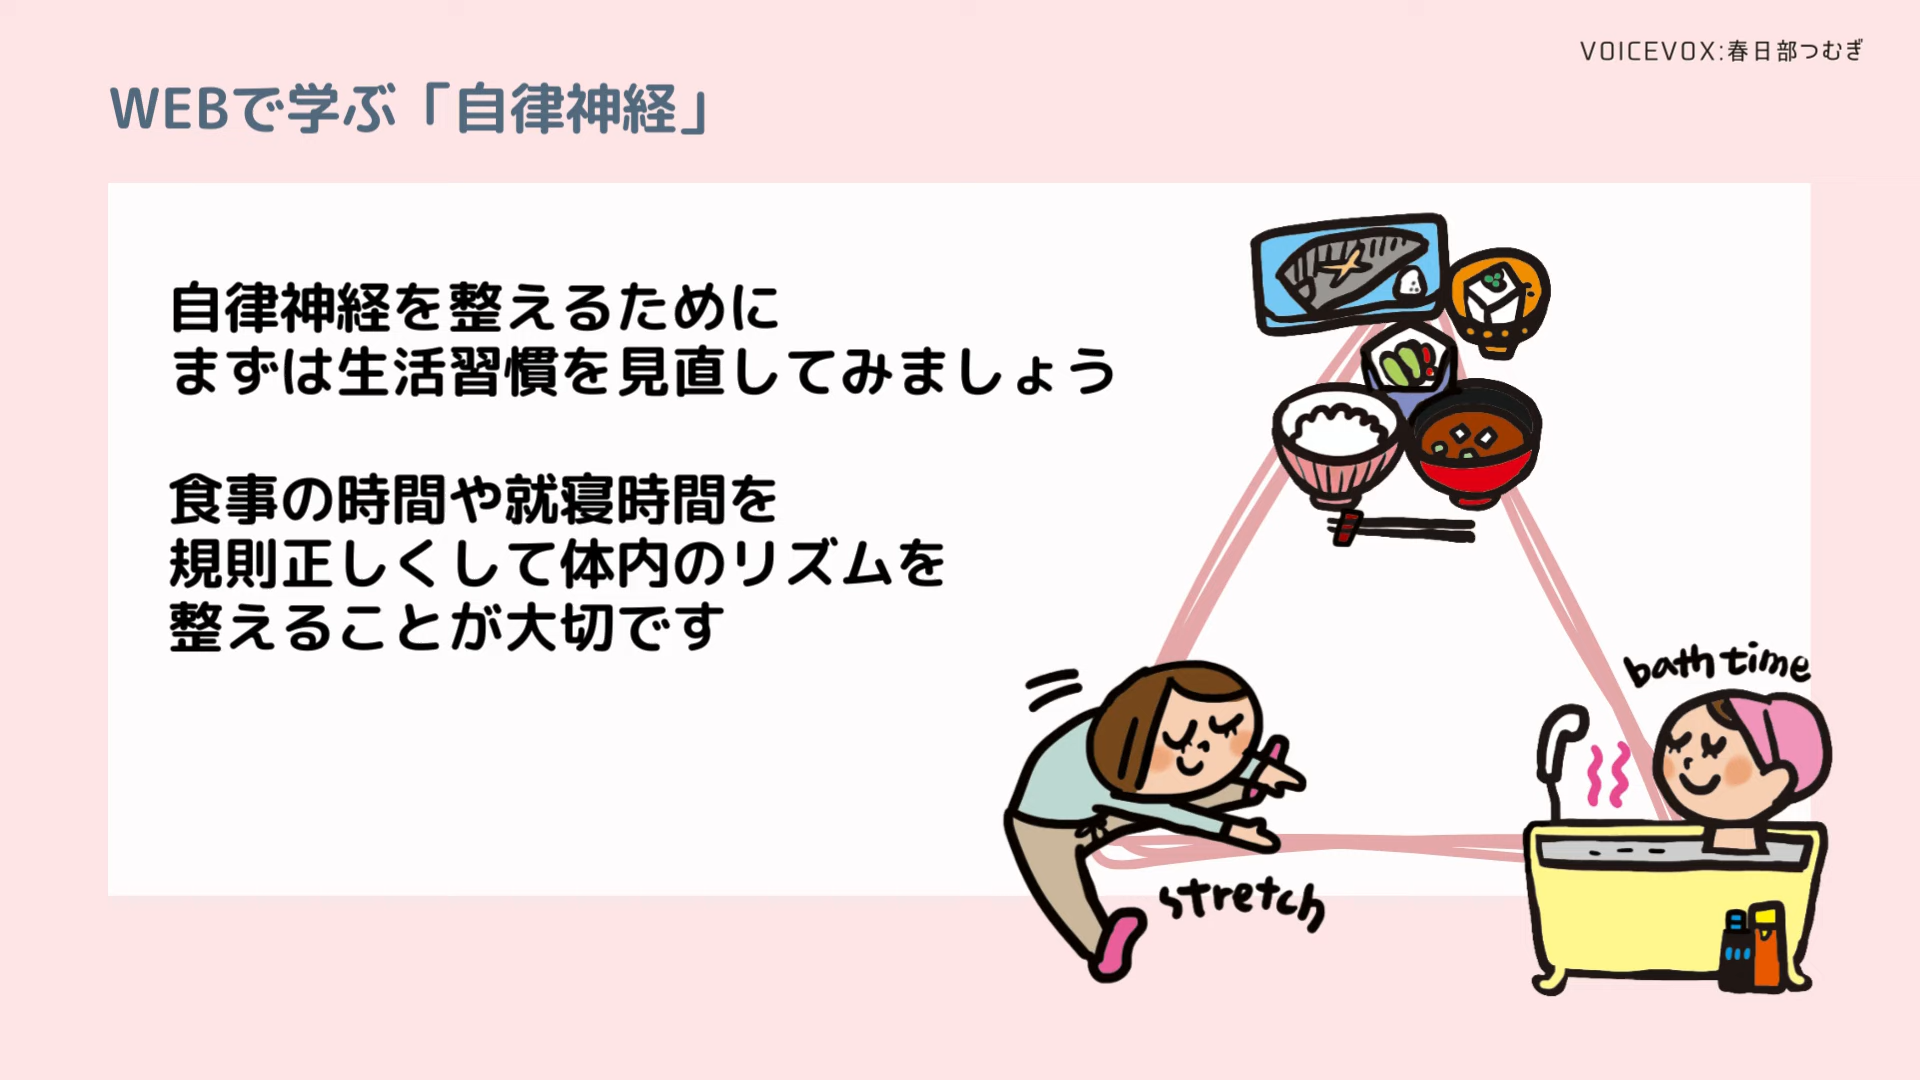 VOICEVOX:春日部つむぎ
WEBで学ぶ「自律神経」
自律神経を整えるために
まずは生活習慣を見直してみましょう
食事の時間や就寝時間を
規則正しくして体内のリズムを
整えることが大切です
bath time
stretch